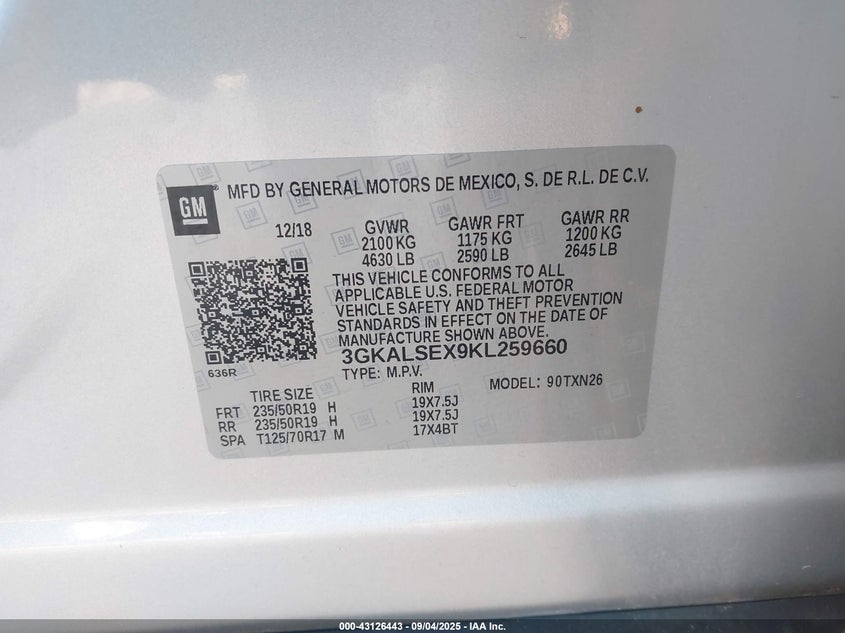 GM
MFD BY GENERAL MOTORS DE MEXICO, S. DE R.L. DE C.V.
12/18 GVWR GAWR FRT GAWR RR
2100 KG 1175 KG 1200 KG
4630 LB 2590 LB 2645 LB
THIS VEHICLE CONFORMS TO ALL
APPLICABLE U.S. FEDERAL MOTOR
VEHICLE SAFETY AND THEFT PREVENTION
STANDARDS IN EFFECT ON THE DATE OF
MANUFACTURE SHOWN ABOVE.
3GKALSEX9KL259660
636R
TYPE: M.P.V. MODEL: 90TXN26
TIRE SIZE RIM
FRT 235/50R19 H 19X7.5J
RR 235/50R19 H 19X7.5J
SPA T125/70R17 M 17X4BT
000-43126443 - 09/04/2025 - IAA Inc.